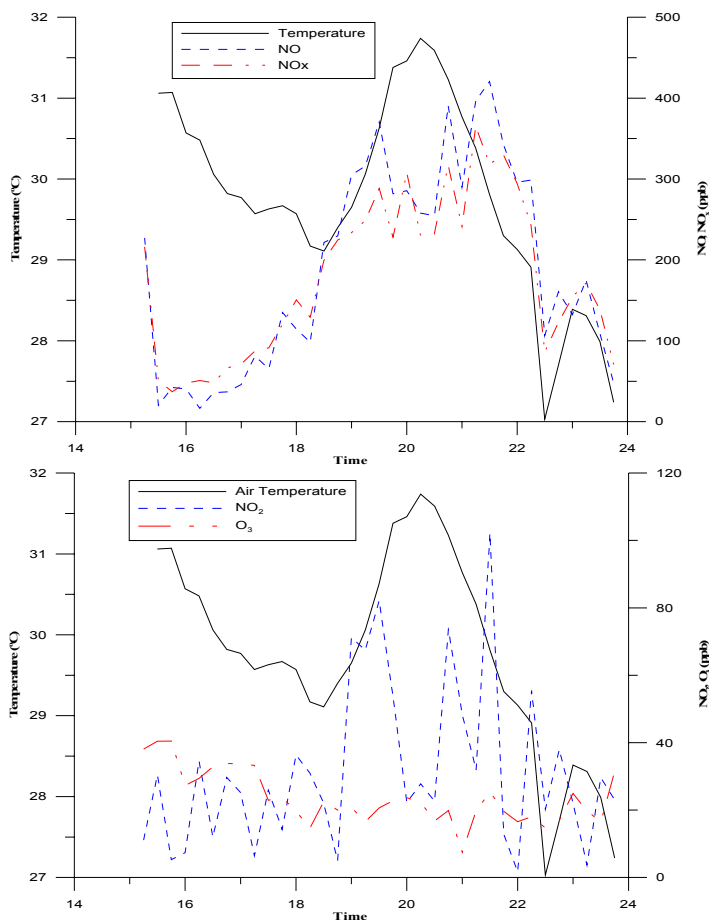 32
31
30
29
28
27
Temperature (°C)
Temperature
NO
NOx
500
400
300
200
100
0
NO, NOx (ppb)
14
16
18
20
22
24
Time
32
31
30
29
28
27
Temperature (°C)
Air Temperature
NO₂
O₃
120
80
40
0
NO₂, O₃ (ppb)
14
16
18
20
22
24
Time